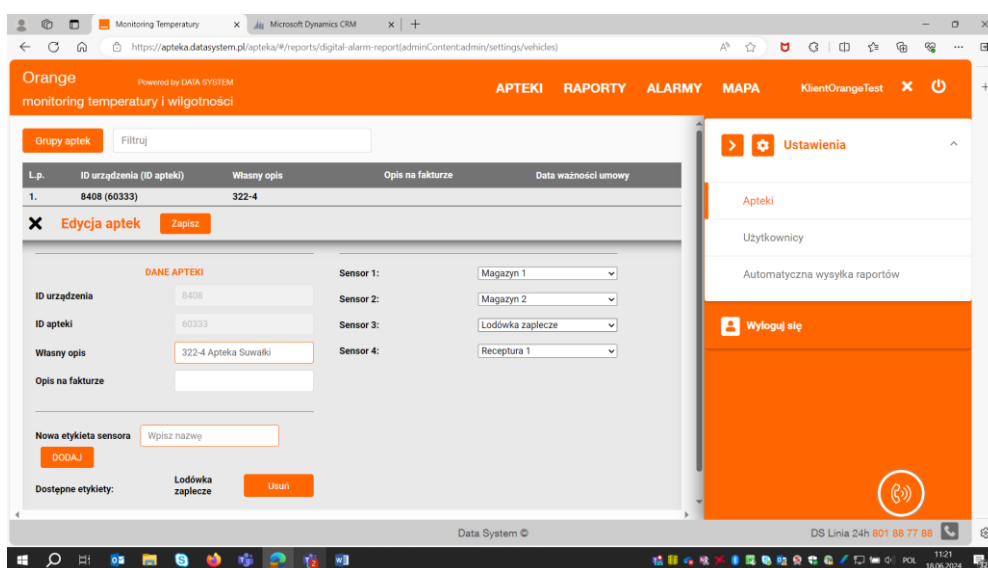 Monitoring Temperatury
Microsoft Dynamics CRM
https://apteka.datasystem.pl/apteka/#/reports/digital-alarm-report(adminContent:admin/settings/vehicles)
Orange
Powered by DATA SYSTEM
monitoring temperatury i wilgotności
APTEKI RAPORTY ALARMY MAPA KlientOrangeTest
Grupy aptek
Filtruj
L.p. ID urządzenia (ID apteki) Własny opis Opis na fakturze Data ważności umowy
1. 8408 (60333) 322-4
Edycja aptek
Zapisz
DANE APTEKI
ID urządzenia 8408
ID apteki 60333
Własny opis 322-4 Apteka Suwałki
Opis na fakturze
Nowa etykieta sensora Wpisz nazwę
DODAJ
Dostępne etykiety: Lodówka zaplecze Usuń
Sensor 1: Magazyn 1
Sensor 2: Magazyn 2
Sensor 3: Lodówka zaplecze
Sensor 4: Receptura 1
Ustawienia
Apteki
Użytkownicy
Automatyczna wysyłka raportów
Wyloguj się
Data System ©
DS Linia 24h 801 88 77 88
POL
11:21
18.06.2024